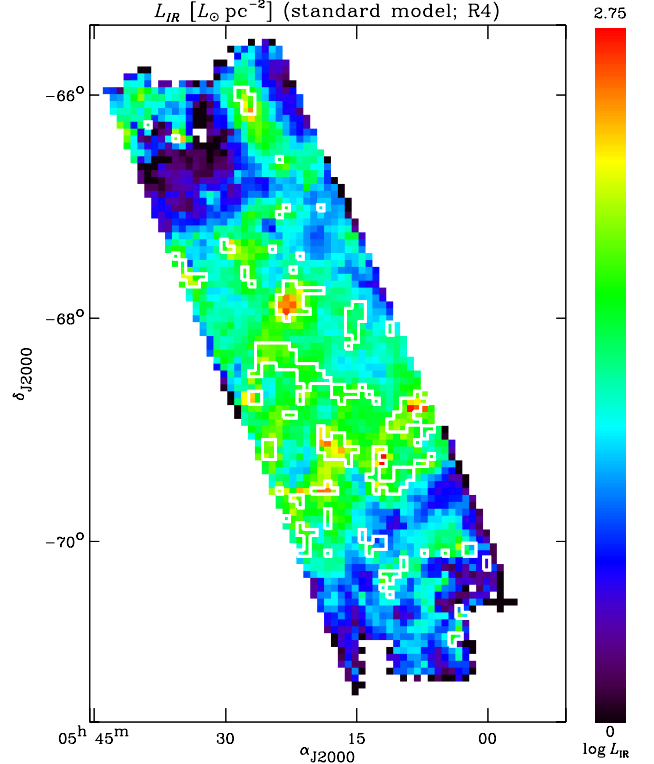 L_IR [L⊙ pc⁻²] (standard model; R4)
2.75
−66°
−68°
−70°
δ_J2000
05ʰ 45ᵐ 30 15 00
α_J2000
0
log L_IR